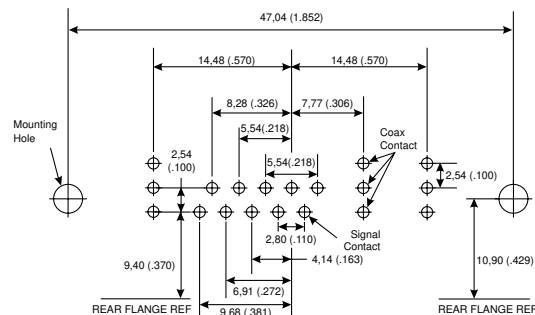 47,04 (1.852)
14,48 (.570)
14,48 (.570)
8,28 (.326)
7,77 (.306)
Mounting
Hole
5,54(.218)
Coax
Contact
2,54
(.100)
5,54(.218)
2,54 (.100)
2,80 (.110)
Signal
Contact
9,40 (.370)
4,14 (.163)
10,90 (.429)
6,91 (.272)
REAR FLANGE REF
9,68 (.381)
REAR FLANGE REF